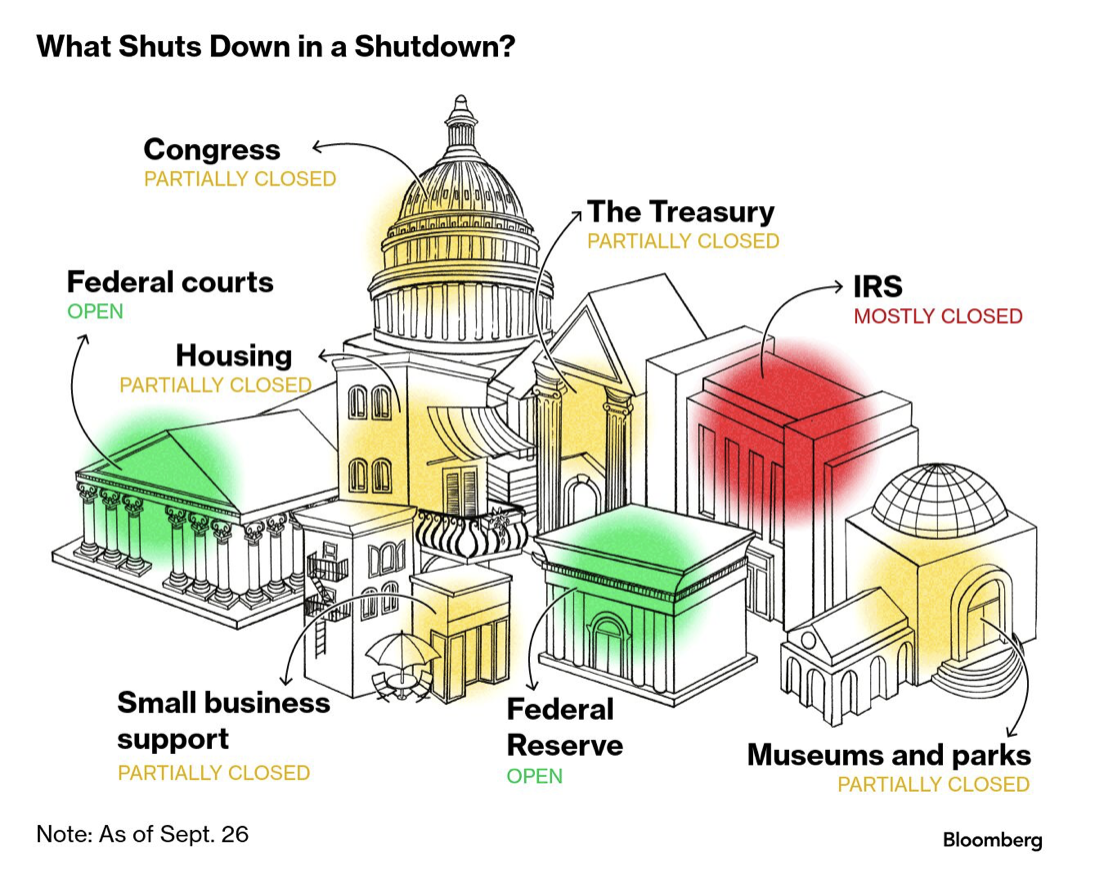 What Shuts Down in a Shutdown?
Congress
PARTIALLY CLOSED
The Treasury
PARTIALLY CLOSED
Federal courts
OPEN
IRS
MOSTLY CLOSED
Housing
PARTIALLY CLOSED
Small business
support
PARTIALLY CLOSED
Federal
Reserve
OPEN
Museums and parks
PARTIALLY CLOSED
Note: As of Sept. 26
Bloomberg